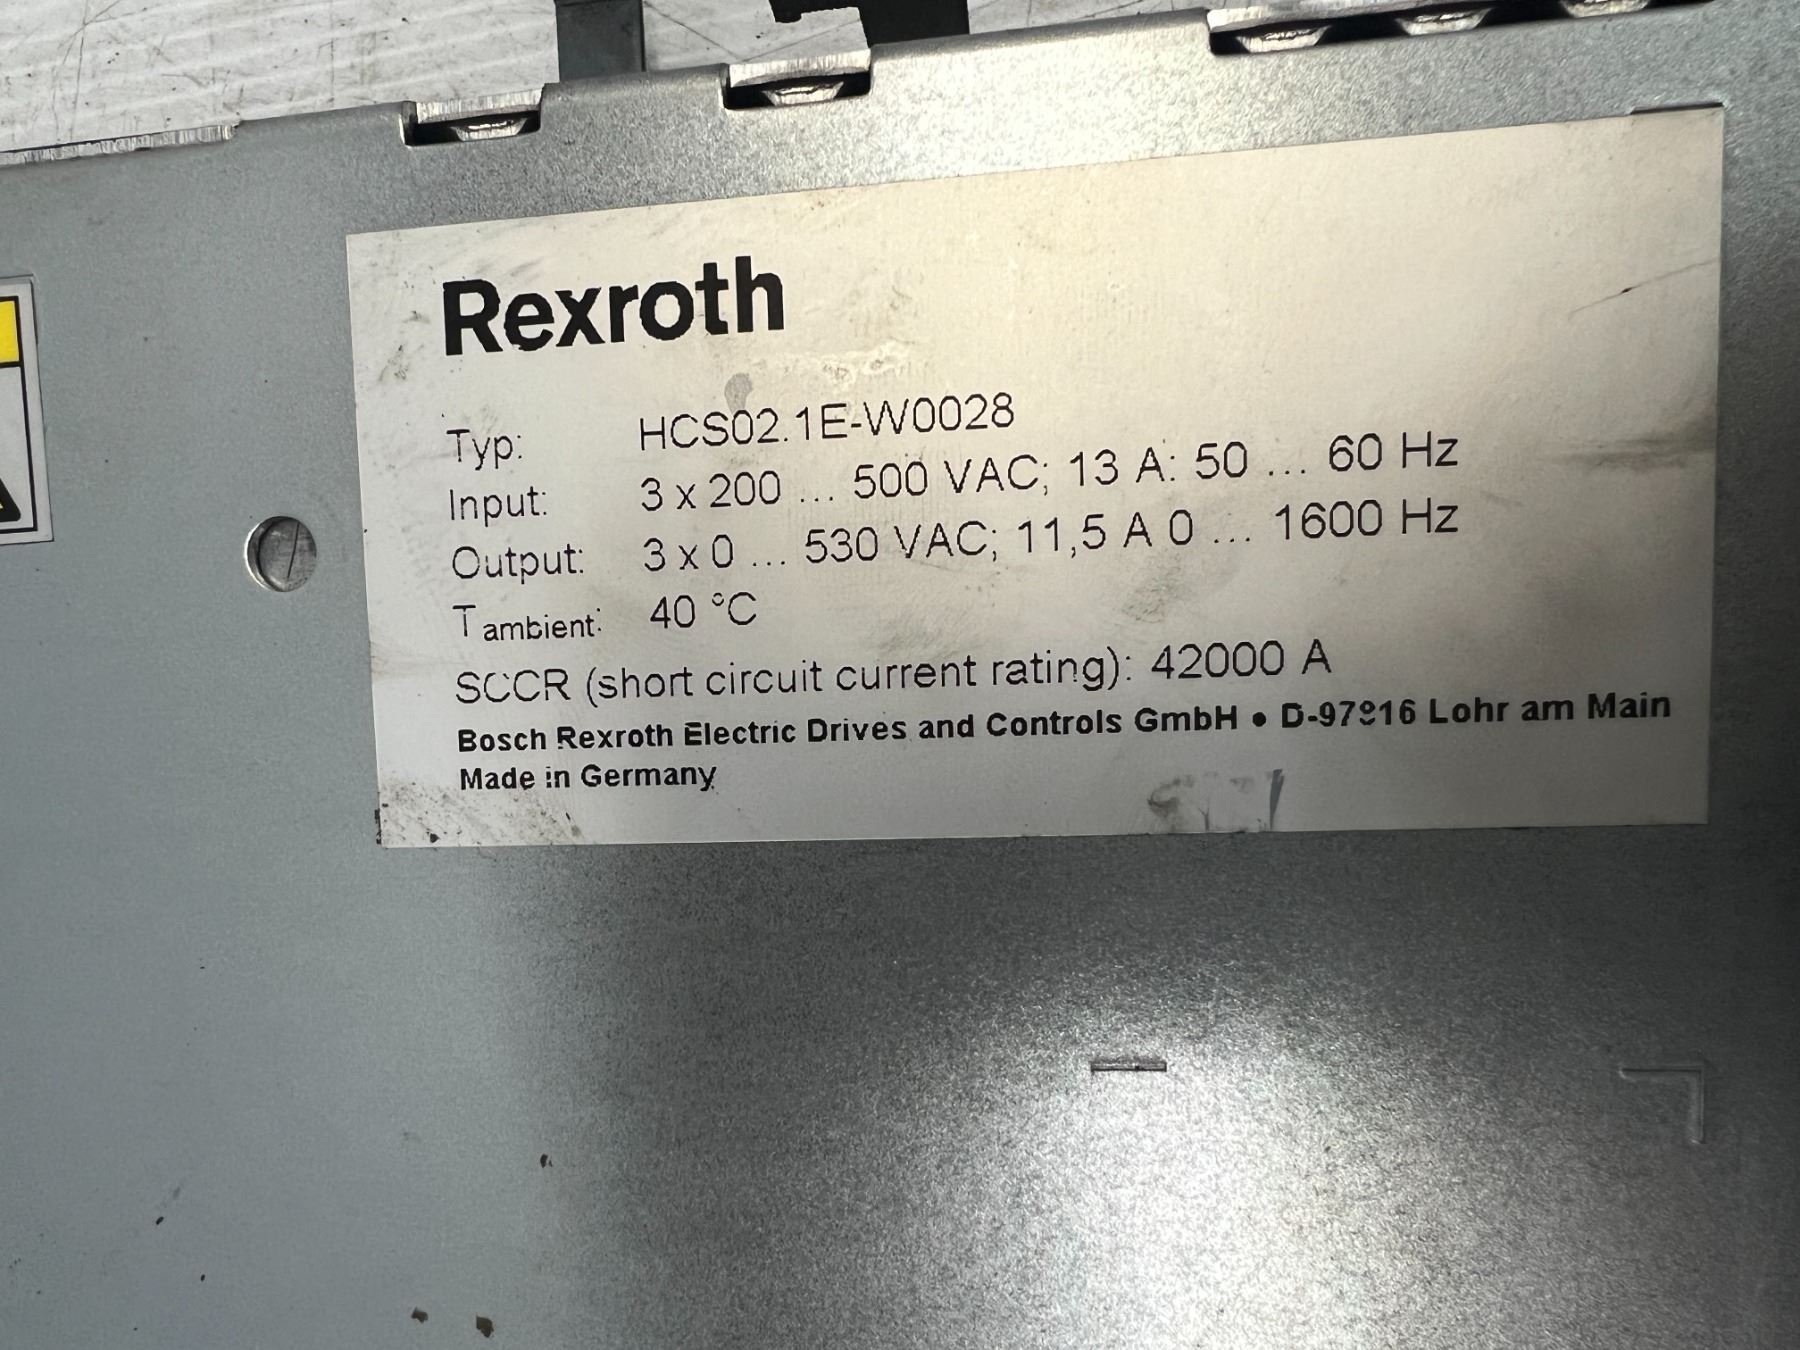 Rexroth
Typ: HCS02.1E-W0028
Input: 3 x 200 ... 500 VAC; 13 A: 50 ... 60 Hz
Output: 3 x 0 ... 530 VAC; 11,5 A 0 ... 1600 Hz
T ambient: 40 °C
SCCR (short circuit current rating): 42000 A
Bosch Rexroth Electric Drives and Controls GmbH • D-97816 Lohr am Main
Made in Germany